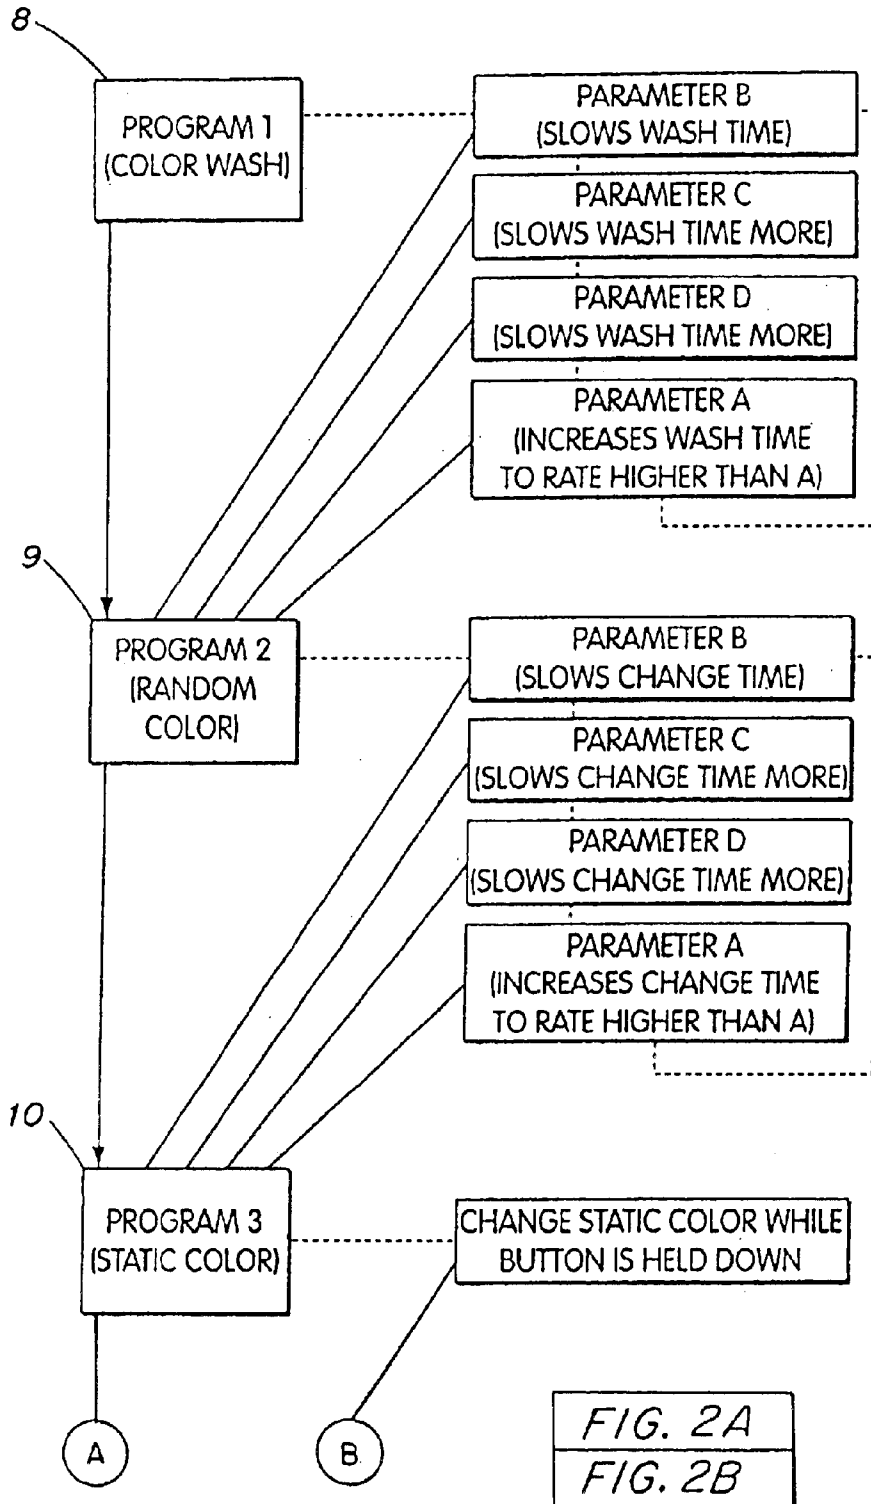 8
PROGRAM 1
(COLOR WASH)
PARAMETER B
(SLOWS WASH TIME)
PARAMETER C
(SLOWS WASH TIME MORE)
PARAMETER D
(SLOWS WASH TIME MORE)
PARAMETER A
(INCREASES WASH TIME
TO RATE HIGHER THAN A)
9
PROGRAM 2
(RANDOM
COLOR)
PARAMETER B
(SLOWS CHANGE TIME)
PARAMETER C
(SLOWS CHANGE TIME MORE)
PARAMETER D
(SLOWS CHANGE TIME MORE)
PARAMETER A
(INCREASES CHANGE TIME
TO RATE HIGHER THAN A)
10
PROGRAM 3
(STATIC COLOR)
CHANGE STATIC COLOR WHILE
BUTTON IS HELD DOWN
A
B
FIG. 2A
FIG. 2B